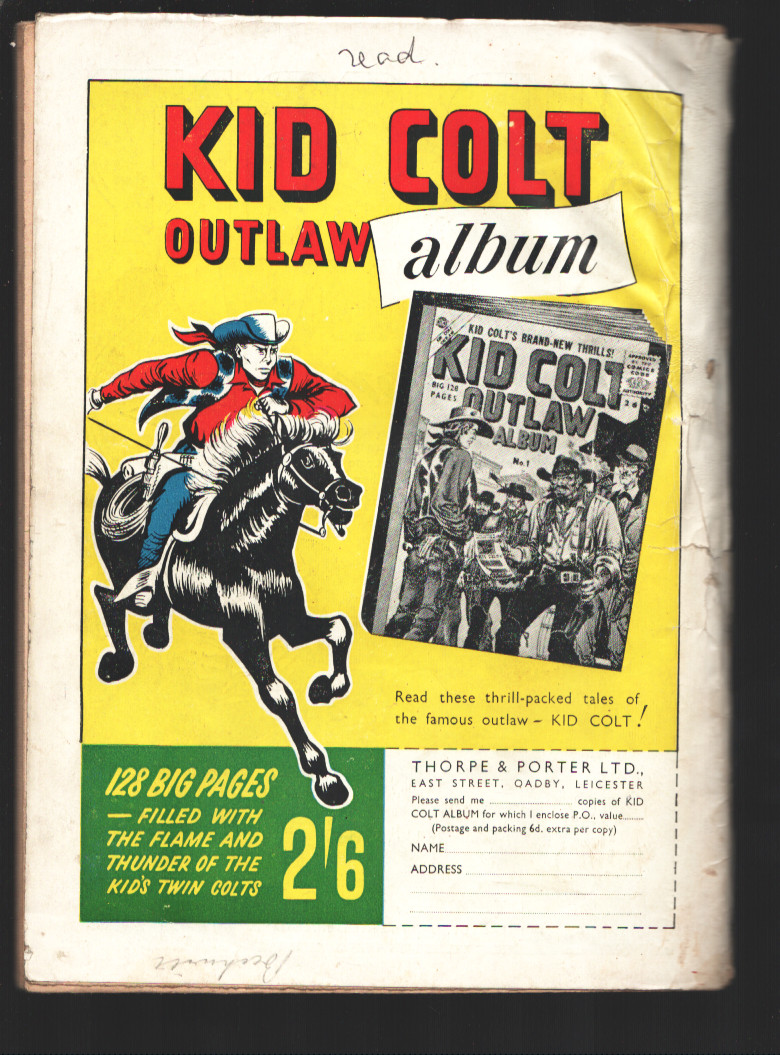 read.
KID COLT
OUTLAW album
KID COLT'S BRAND-NEW THRILLS!
KID COLT
OUTLAW
ALBUM
BIG 128
PAGES
APPROVED
BY THE
COMICS
CODE
AUTHORITY
2/6
No. 1
Read these thrill-packed tales of
the famous outlaw – KID COLT!
128 BIG PAGES
— FILLED WITH
THE FLAME AND
THUNDER OF THE
KID'S TWIN COLTS
2/6
THORPE & PORTER LTD.,
EAST STREET, OADBY, LEICESTER
Please send me .......................... copies of KID
COLT ALBUM for which I enclose P.O., value.......
(Postage and packing 6d. extra per copy)
NAME
ADDRESS